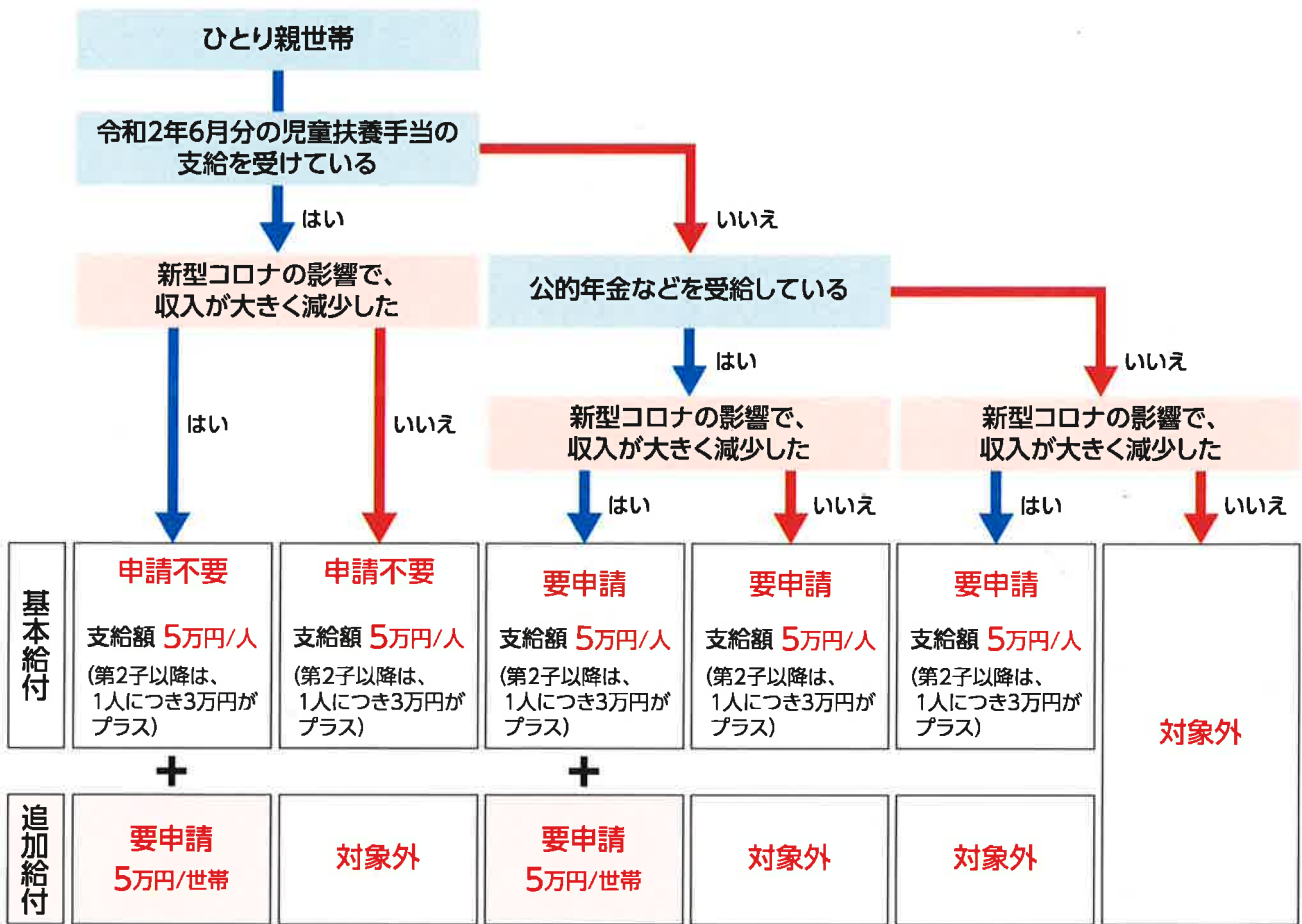 ひとり親世帯
令和2年6月分の児童扶養手当の
支給を受けている
はい
いいえ
新型コロナの影響で、
収入が大きく減少した
公的年金などを受給している
はい
いいえ
はい
いいえ
新型コロナの影響で、
収入が大きく減少した
新型コロナの影響で、
収入が大きく減少した
はい
いいえ
はい
いいえ
基本給付
申請不要
支給額 5万円/人
(第2子以降は、
1人につき3万円が
プラス)
申請不要
支給額 5万円/人
(第2子以降は、
1人につき3万円が
プラス)
要申請
支給額 5万円/人
(第2子以降は、
1人につき3万円が
プラス)
要申請
支給額 5万円/人
(第2子以降は、
1人につき3万円が
プラス)
要申請
支給額 5万円/人
(第2子以降は、
1人につき3万円が
プラス)
対象外
+
+
追加給付
要申請
5万円/世帯
対象外
要申請
5万円/世帯
対象外
対象外